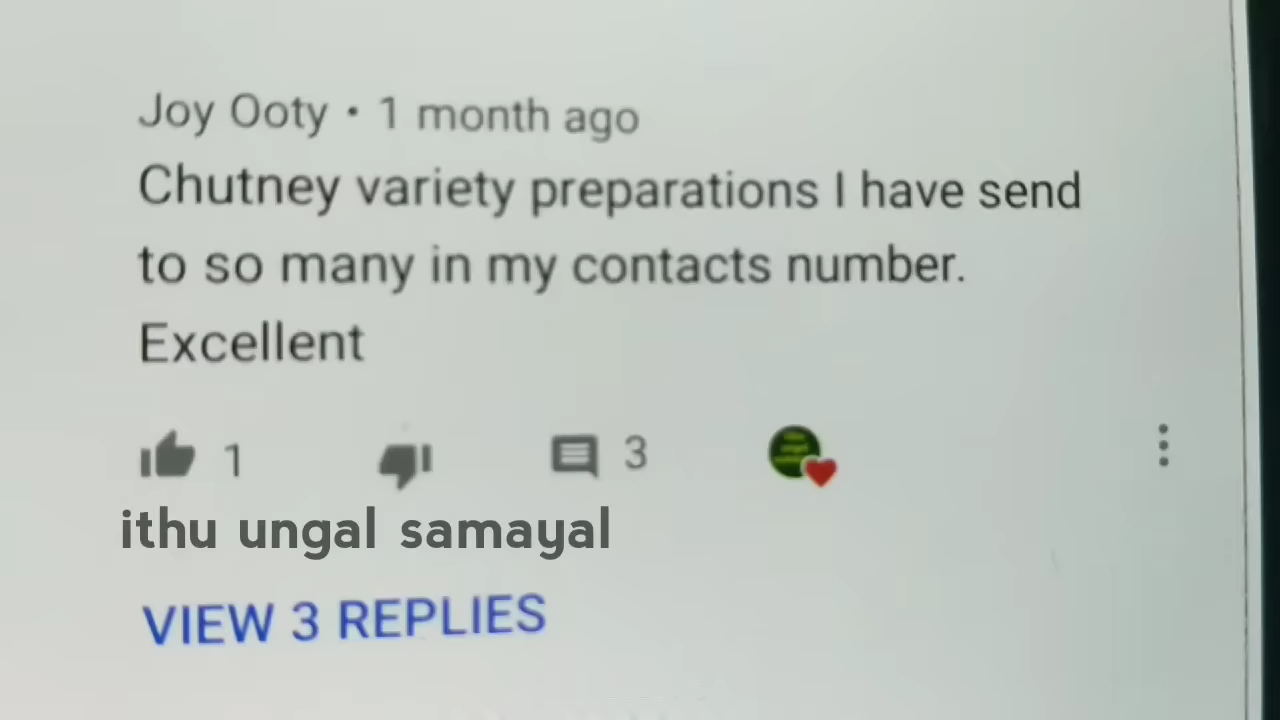 Joy Ooty • 1 month ago
Chutney variety preparations I have send
to so many in my contacts number.
Excellent
1 3
ithu ungal samayal
VIEW 3 REPLIES